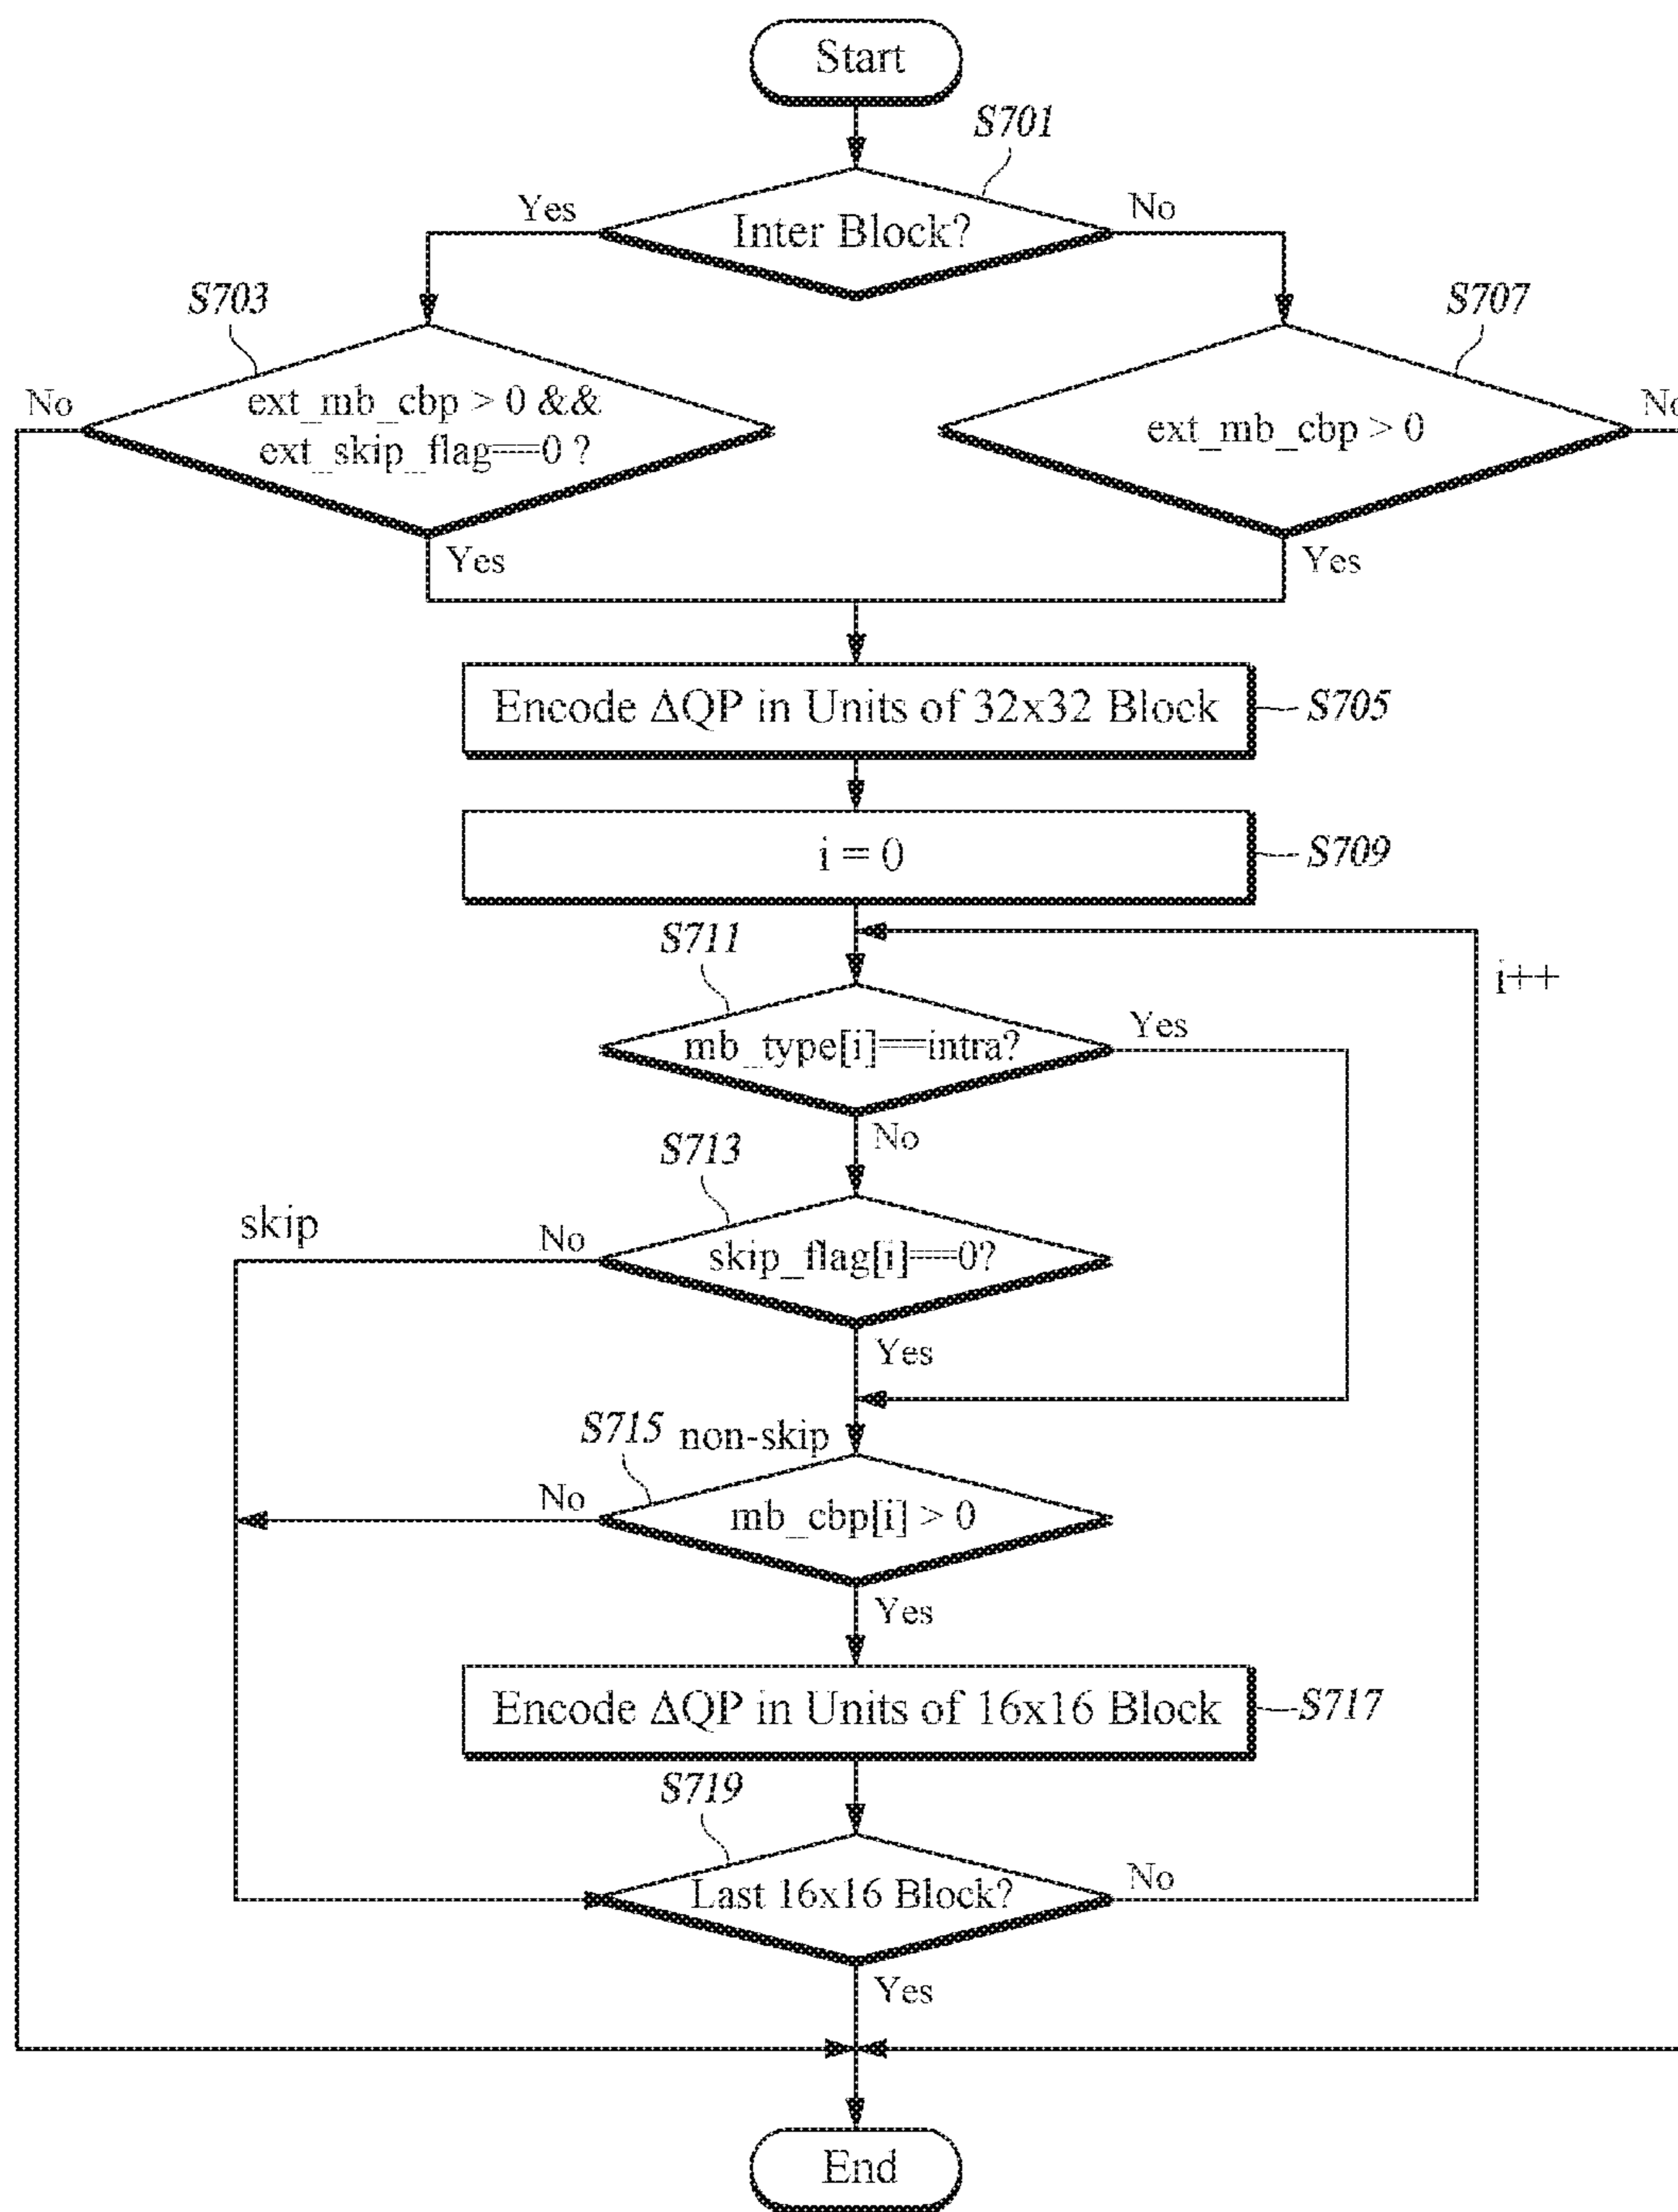 Start
S701
Yes
No
Inter Block?
S703
S707
No
ext_mb_cbp > 0 &&
ext_skip_flag==0 ?
ext_mb_cbp > 0
No
Yes
Yes
Encode ΔQP in Units of 32x32 Block
S705
i = 0
S709
S711
i++
mb_type[i]==intra?
Yes
No
S713
skip
No
skip_flag[i]==0?
Yes
S715
non-skip
No
mb_cbp[i] > 0
Yes
Encode ΔQP in Units of 16x16 Block
S717
S719
Last 16x16 Block?
No
Yes
End